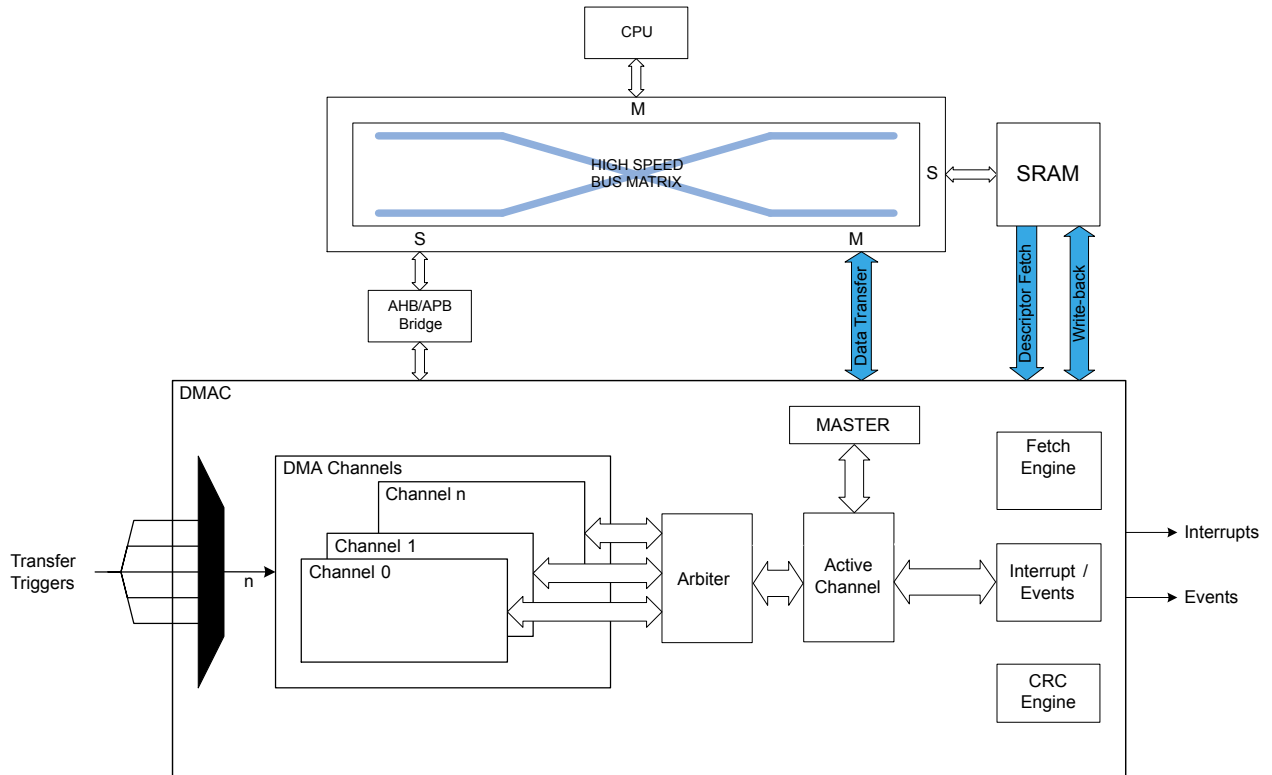 CPU
M
HIGH SPEED
BUS MATRIX
S
SRAM
S
M
AHB/APB
Bridge
Data Transfer
Descriptor Fetch
Write-back
DMAC
MASTER
Fetch
Engine
DMA Channels
Channel n
Channel 1
Channel 0
Transfer
Triggers
n
Arbiter
Active
Channel
Interrupt /
Events
Interrupts
Events
CRC
Engine